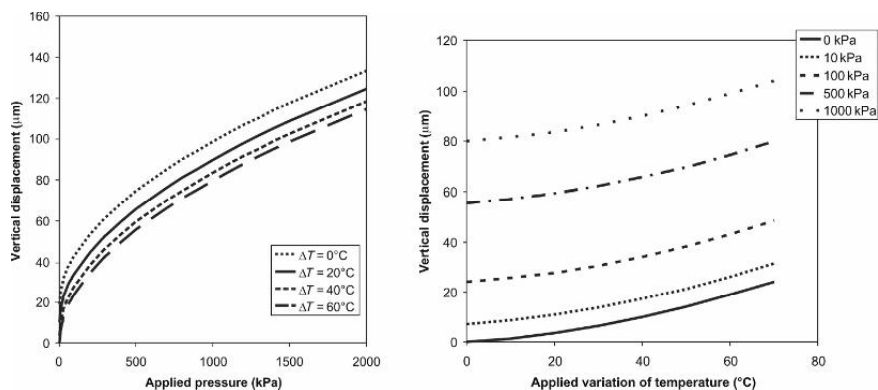 160
140
120
100
80
60
40
20
0
Vertical displacement (μm)
0
500
1000
1500
2000
Applied pressure (kPa)
ΔT = 0°C
ΔT = 20°C
ΔT = 40°C
ΔT = 60°C
120
100
80
60
40
20
0
Vertical displacement (μm)
0
20
40
60
80
Applied variation of temperature (°C)
0 kPa
10 kPa
100 kPa
500 kPa
1000 kPa